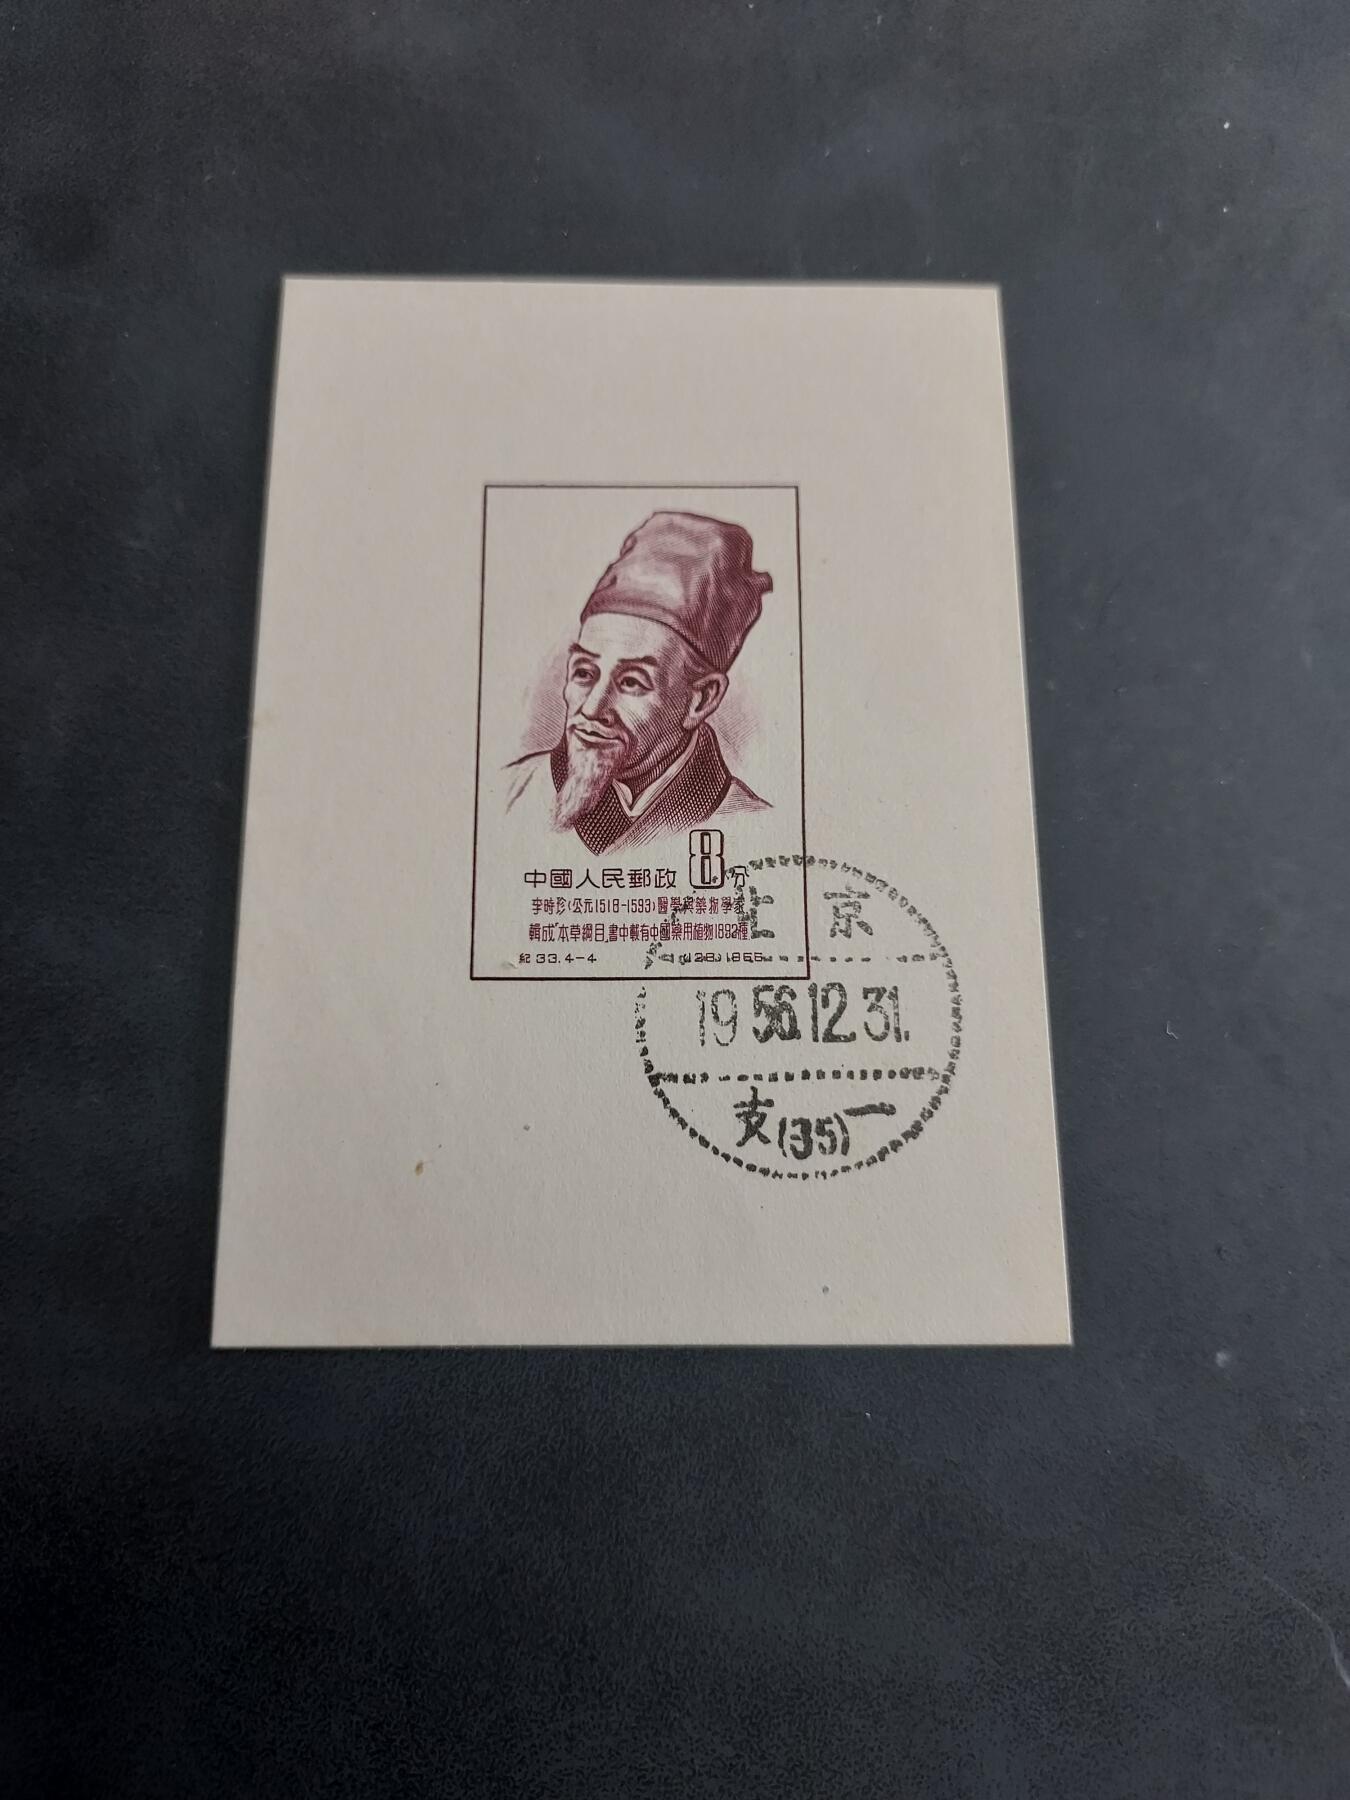 中國人民郵政 8分
李時珍(公元1518-1593)醫學與藥物學家
輯成「本草綱目」書中載有中國藥用植物1892種
紀33.4-4 (128) 1955
北京
1956.12.31.
支(35)一